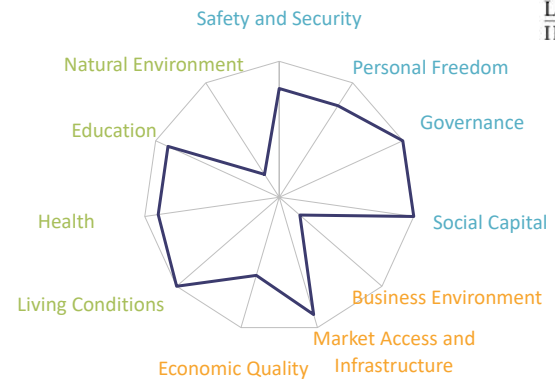 Safety and Security
Natural Environment
Personal Freedom
Education
Governance
Health
Social Capital
Business Environment
Living Conditions
Market Access and
Infrastructure
Economic Quality